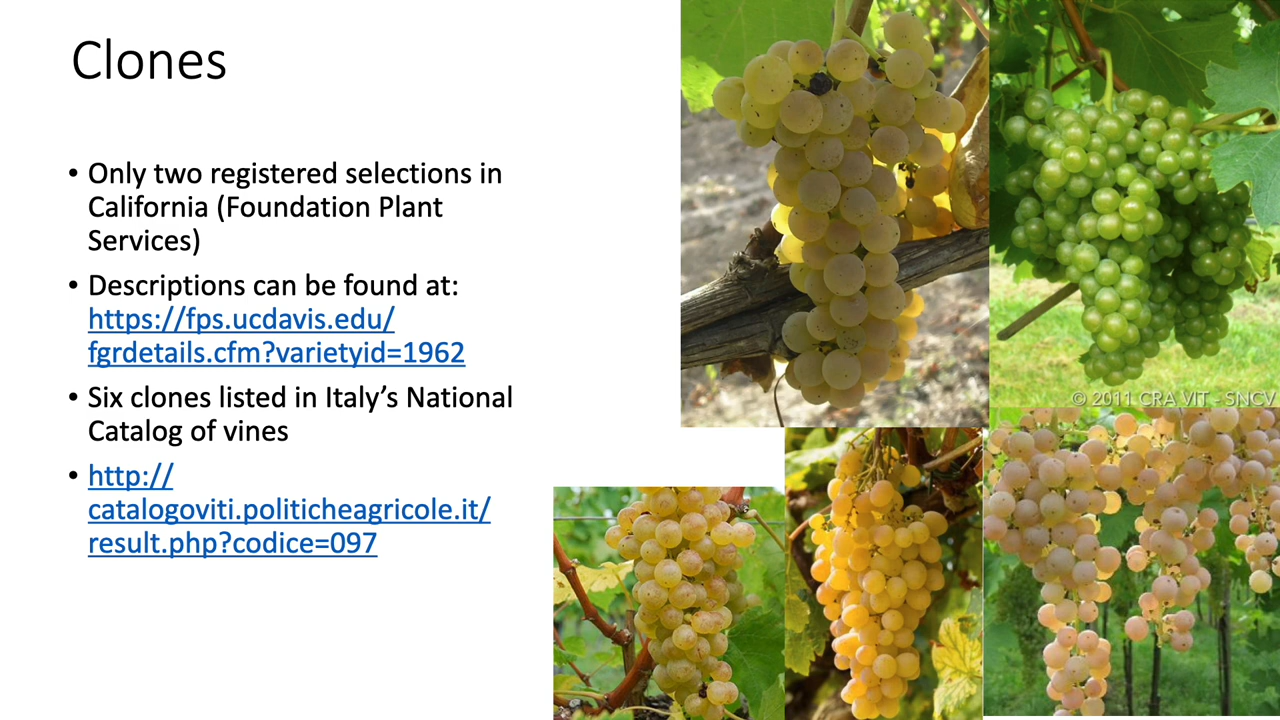 Clones
• Only two registered selections in
California (Foundation Plant
Services)
• Descriptions can be found at:
https://fps.ucdavis.edu/
fgrdetails.cfm?varietyid=1962
• Six clones listed in Italy’s National
Catalog of vines
• http://
catalogoviti.politicheagricole.it/
result.php?codice=097
© 2011 CRA VIT - SNCV